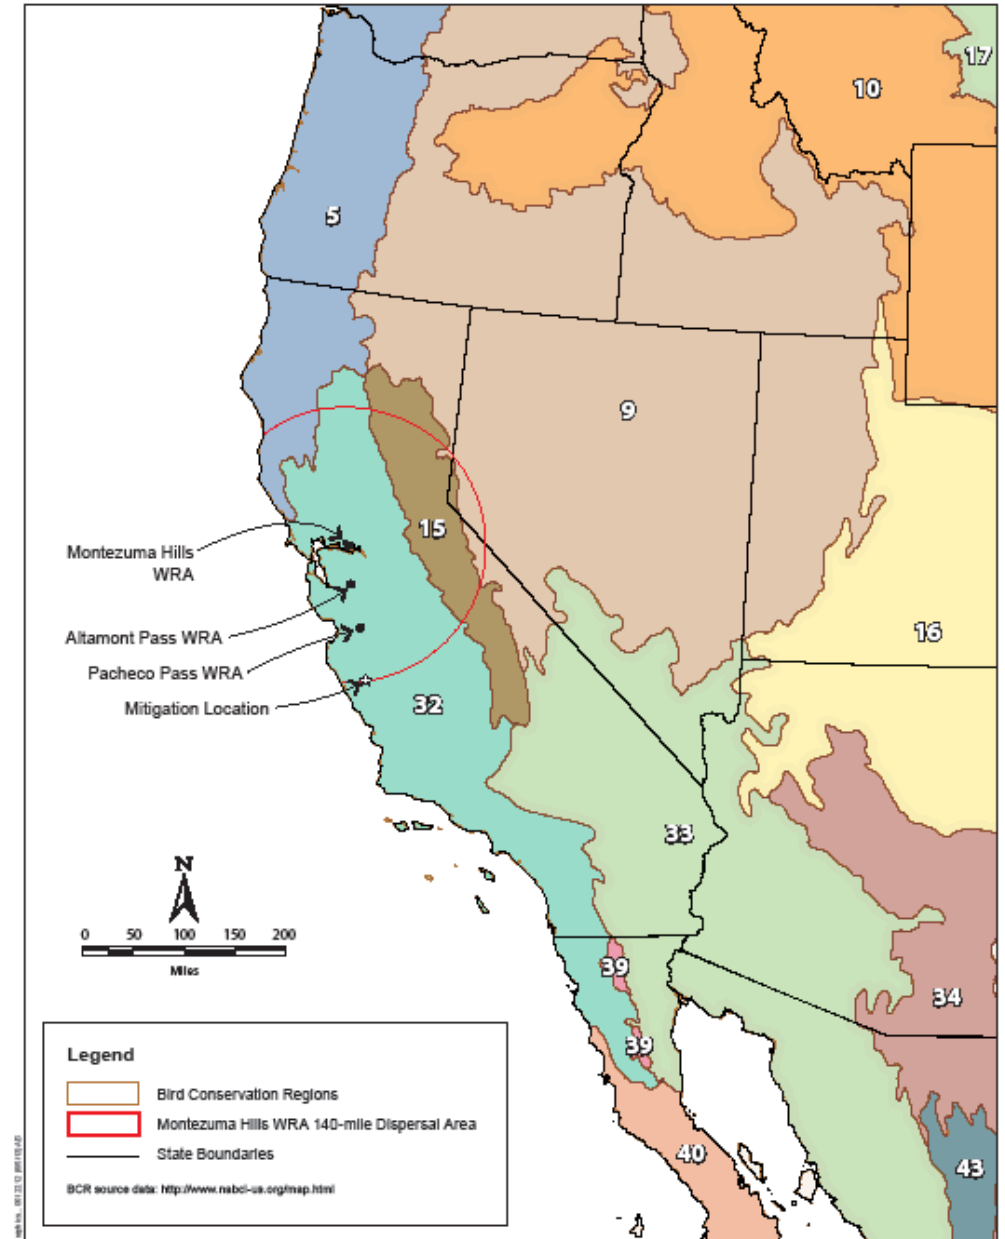 17
10
5
9
15
Montezuma Hills
WRA
Altamont Pass WRA
16
Pacheco Pass WRA
Mitigation Location
32
33
N
0 50 100 150 200
Miles
39
34
39
Legend
Bird Conservation Regions
Montezuma Hills WRA 140-mile Dispersal Area
State Boundaries
BCR source data: http://www.nabci-us.org/map.html
40
43